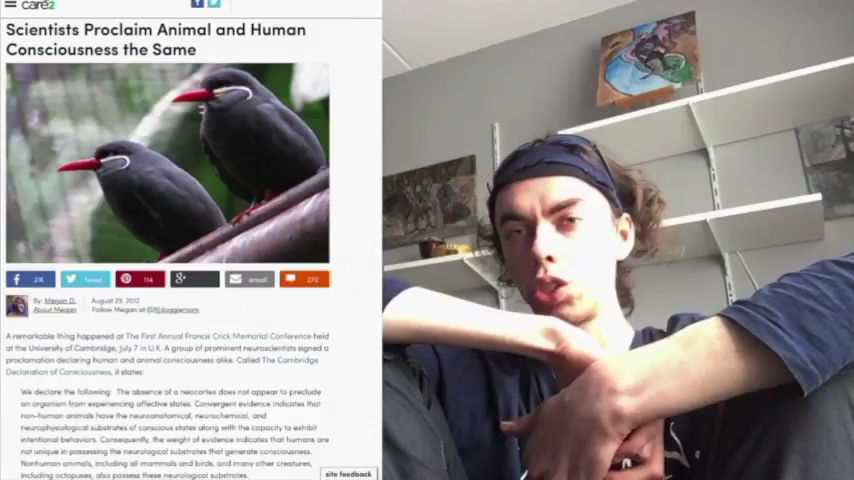 care2
Scientists Proclaim Animal and Human
Consciousness the Same
21K
tweet
114
email
270
By: Megan D.
About Megan
August 29, 2012
Follow Megan at
A remarkable thing happened at The First Annual Francis Crick Memorial Conference held
at the University of Cambridge, July 7 in U.K. A group of prominent neuroscientists signed a
proclamation declaring human and animal consciousness alike. Called The Cambridge
Declaration of Consciousness, it states:
We declare the following: The absence of a neocortex does not appear to preclude
an organism from experiencing affective states. Convergent evidence indicates that
non-human animals have the neuroanatomical, neurochemical, and
neurophysiological substrates of conscious states along with the capacity to exhibit
intentional behaviors. Consequently, the weight of evidence indicates that humans are
not unique in possessing the neurological substrates that generate consciousness.
Nonhuman animals, including all mammals and birds, and many other creatures,
including octopuses, also possess these neurological substrates.
site feedback